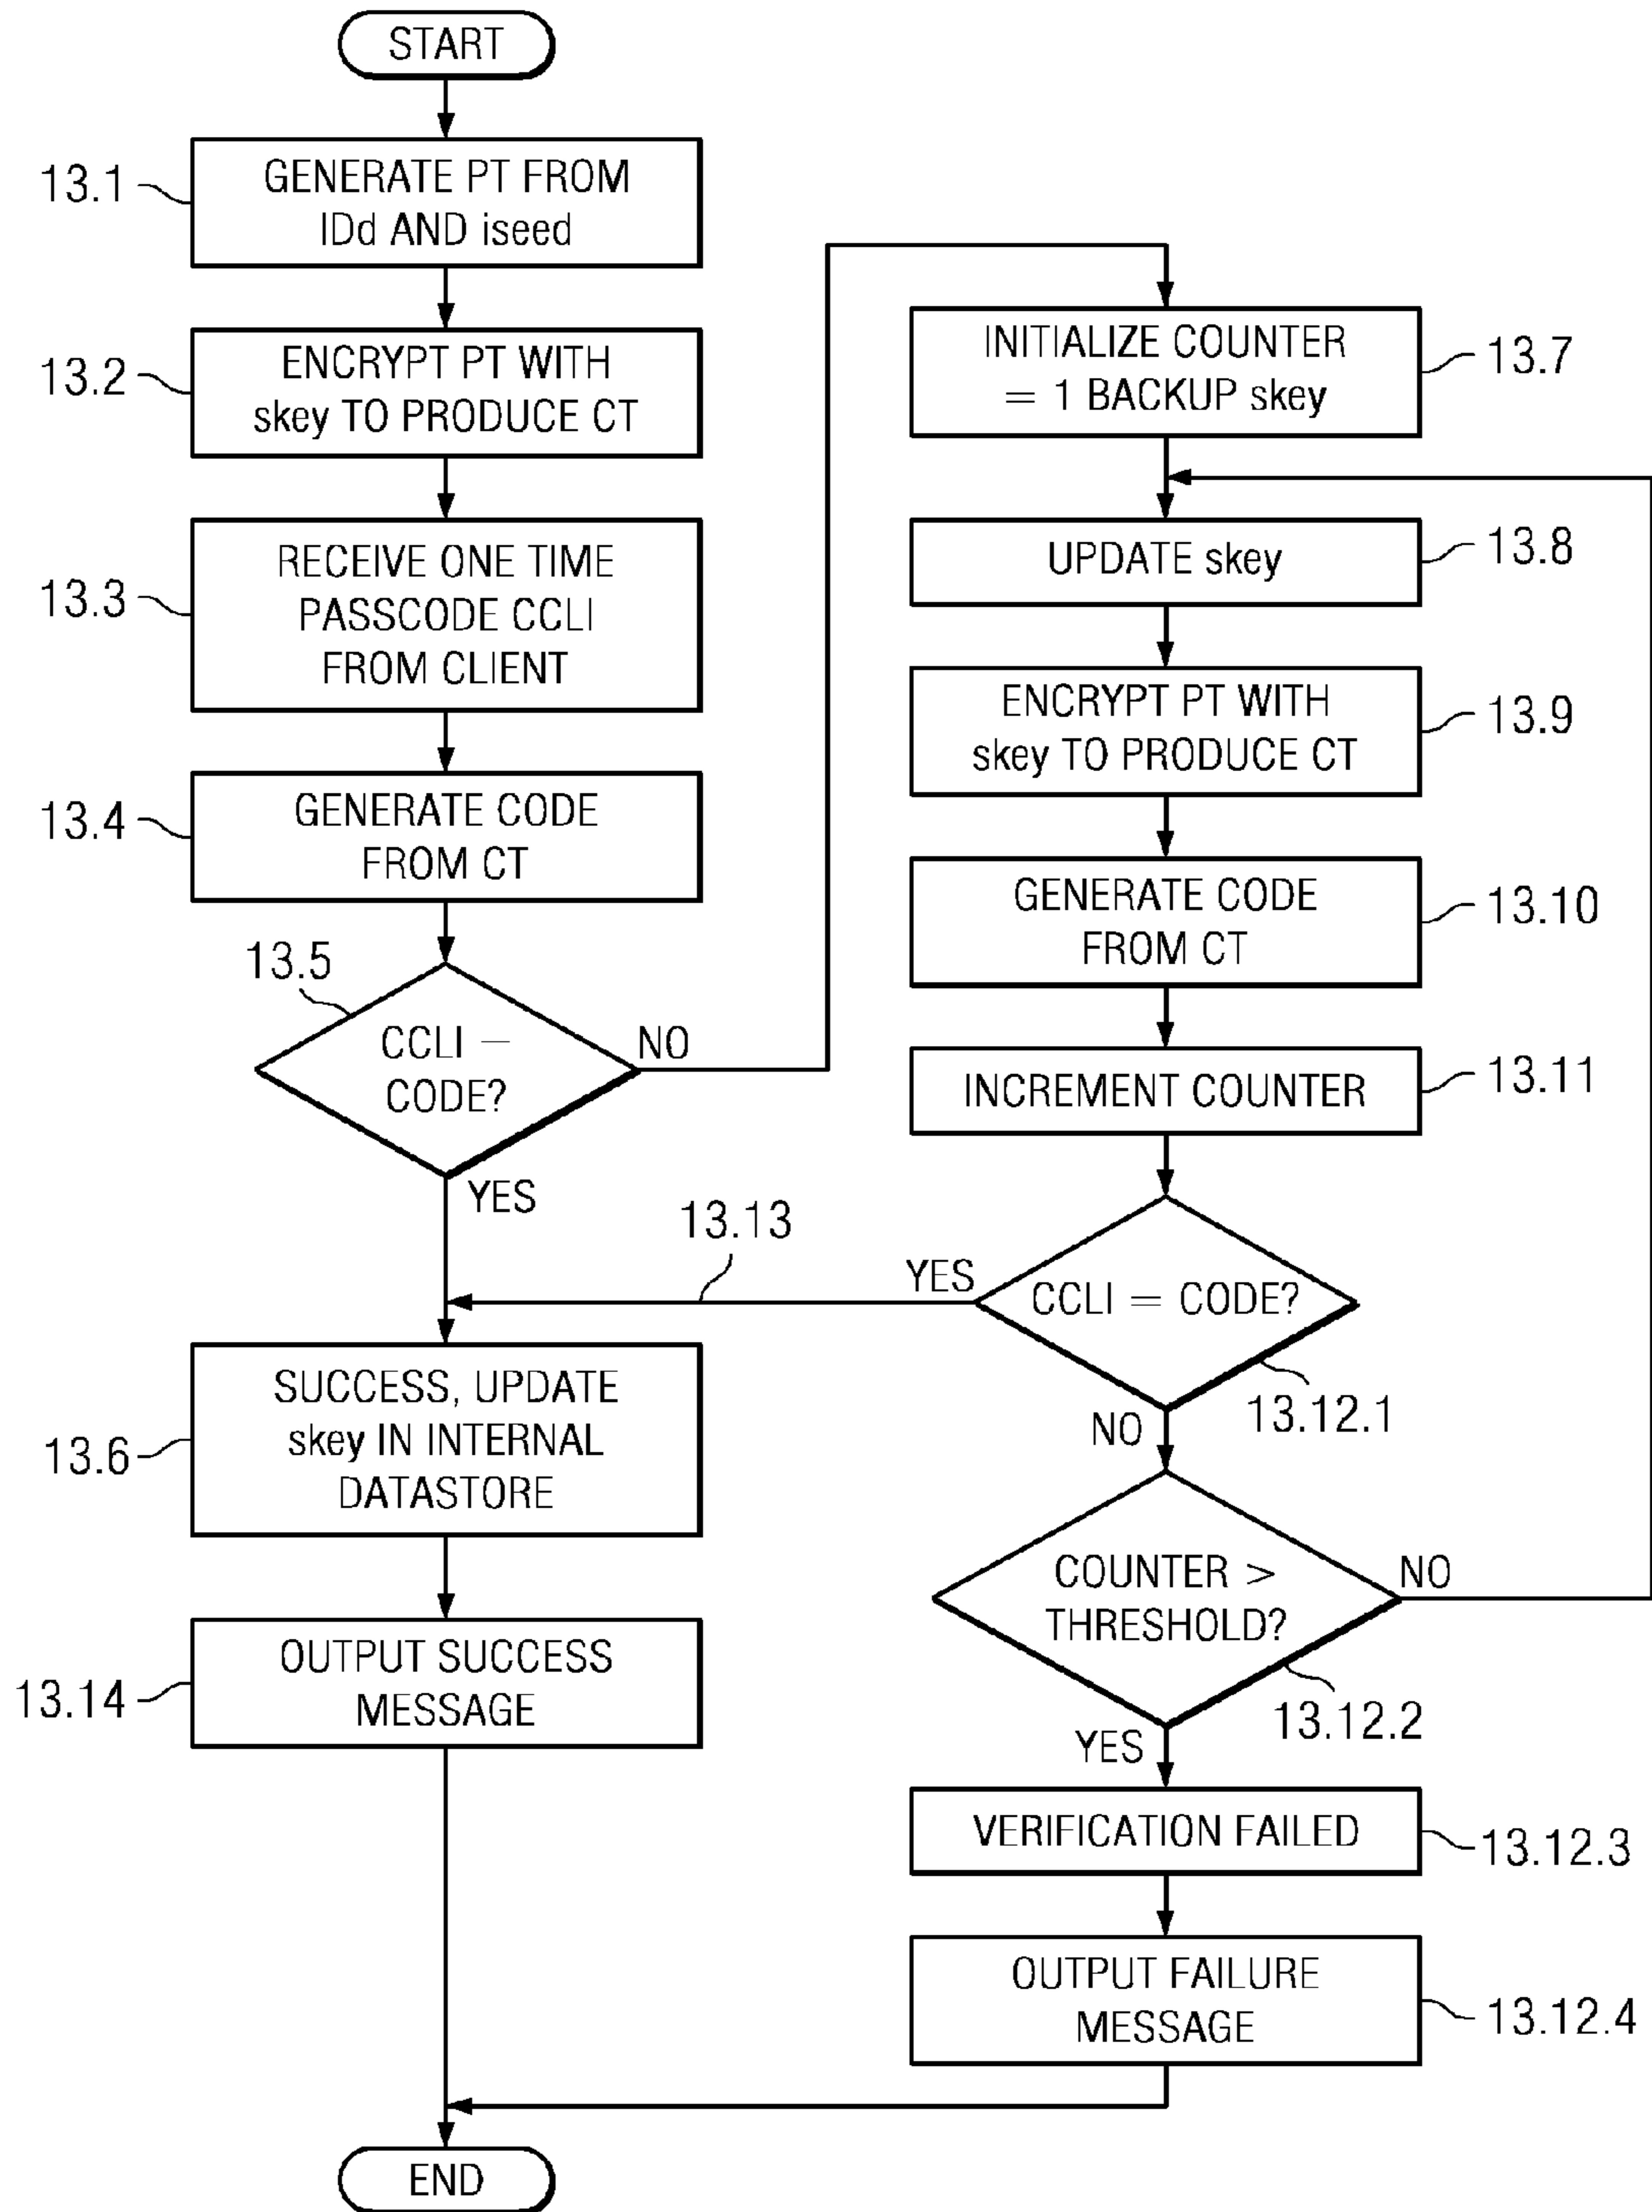 START
13.1
GENERATE PT FROM
IDd AND iseed
13.2
ENCRYPT PT WITH
skey TO PRODUCE CT
13.3
RECEIVE ONE TIME
PASSCODE CCLI
FROM CLIENT
13.4
GENERATE CODE
FROM CT
13.5
CCLI –
CODE?
NO
YES
13.6
SUCCESS, UPDATE
skey IN INTERNAL
DATASTORE
13.14
OUTPUT SUCCESS
MESSAGE
END
INITIALIZE COUNTER
= 1 BACKUP skey
13.7
UPDATE skey
13.8
ENCRYPT PT WITH
skey TO PRODUCE CT
13.9
GENERATE CODE
FROM CT
13.10
INCREMENT COUNTER
13.11
13.13
YES
CCLI = CODE?
13.12.1
NO
COUNTER >
THRESHOLD?
NO
13.12.2
YES
VERIFICATION FAILED
13.12.3
OUTPUT FAILURE
MESSAGE
13.12.4